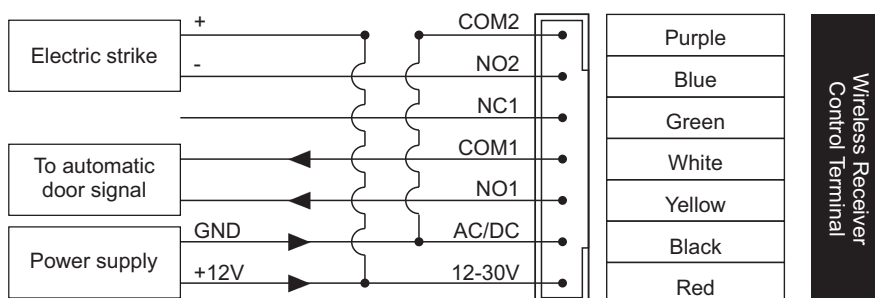 Electric strike
+
-
COM2
NO2
NC1
COM1
NO1
AC/DC
12-30V
To automatic
door signal
Power supply
GND
+12V
Purple
Blue
Green
White
Yellow
Black
Red
Wireless Receiver
Control Terminal